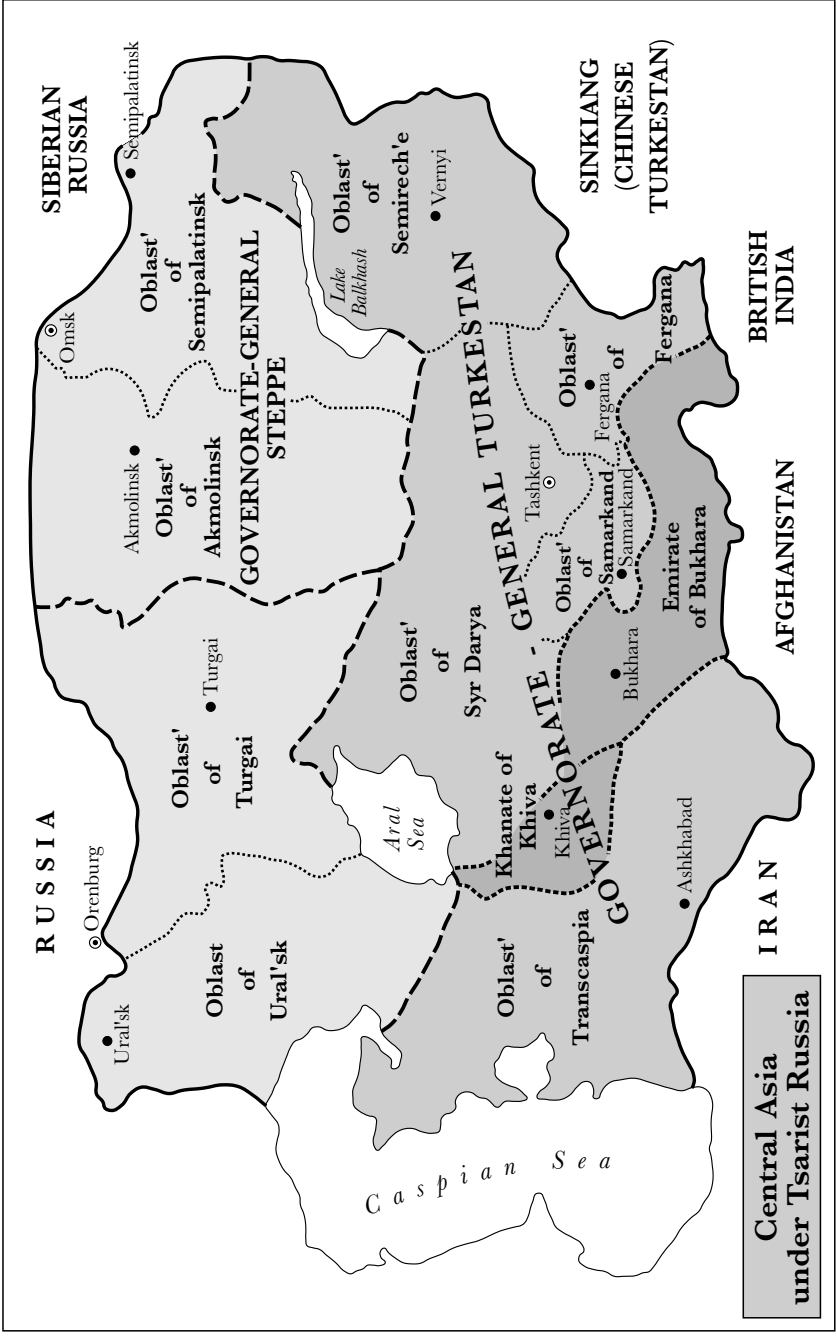 RUSSIA
SIBERIAN
RUSSIA
Orenburg
Omsk
Semipalatinsk
Ural'sk
Oblast
of
Ural'sk
Oblast'
of
Turgai
Turgai
Akmolinsk
Oblast'
of
Akmolinsk
Oblast'
of
Semipalatinsk
GOVERNORATE-GENERAL
STEPPE
Lake
Balkhash
Oblast'
of
Semirech'e
Vernyi
Aral
Sea
Oblast'
of
Syr Darya
GOVERNORATE - GENERAL TURKESTAN
Caspian Sea
Oblast'
of
Transcaspia
Khanate of
Khiva
Khiva
Tashkent
Oblast'
of
Samarkand
Samarkand
Oblast'
of
Fergana
Fergana
Bukhara
Emirate
of Bukhara
Ashkhabad
SINKIANG
(CHINESE
TURKESTAN)
BRITISH
INDIA
AFGHANISTAN
IRAN
Central Asia
under Tsarist Russia